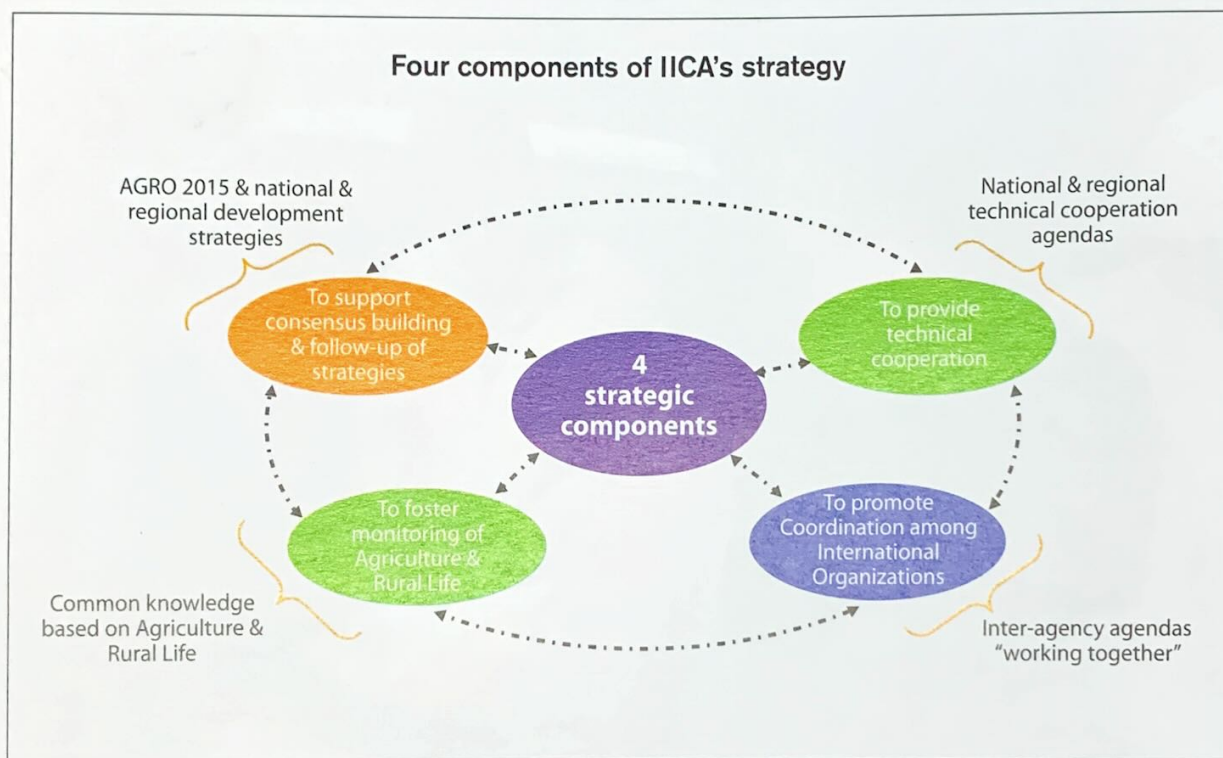 Four components of IICA's strategy
AGRO 2015 & national &
regional development
strategies
National & regional
technical cooperation
agendas
To support
consensus building
& follow-up of
strategies
To provide
technical
cooperation
4
strategic
components
To foster
monitoring of
Agriculture &
Rural Life
To promote
Coordination among
International
Organizations
Common knowledge
based on Agriculture &
Rural Life
Inter-agency agendas
“working together”